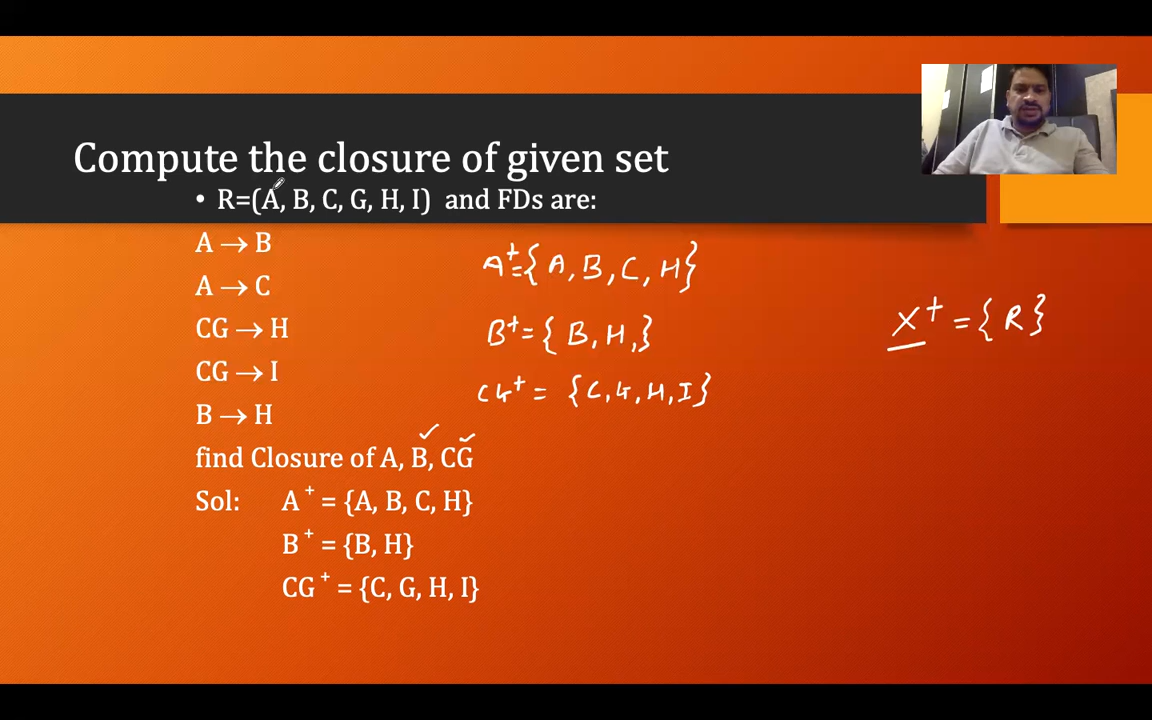 Compute the closure of given set
• R=(A, B, C, G, H, I) and FDs are:
A → B
A → C
CG → H
CG → I
B → H
find Closure of A, B, CG
Sol: A + = {A, B, C, H}
B + = {B, H}
CG + = {C, G, H, I}
A+={A, B, C, H}
B+={ B, H, }
CG+ = {C, G, H, I}
X+ = { R }